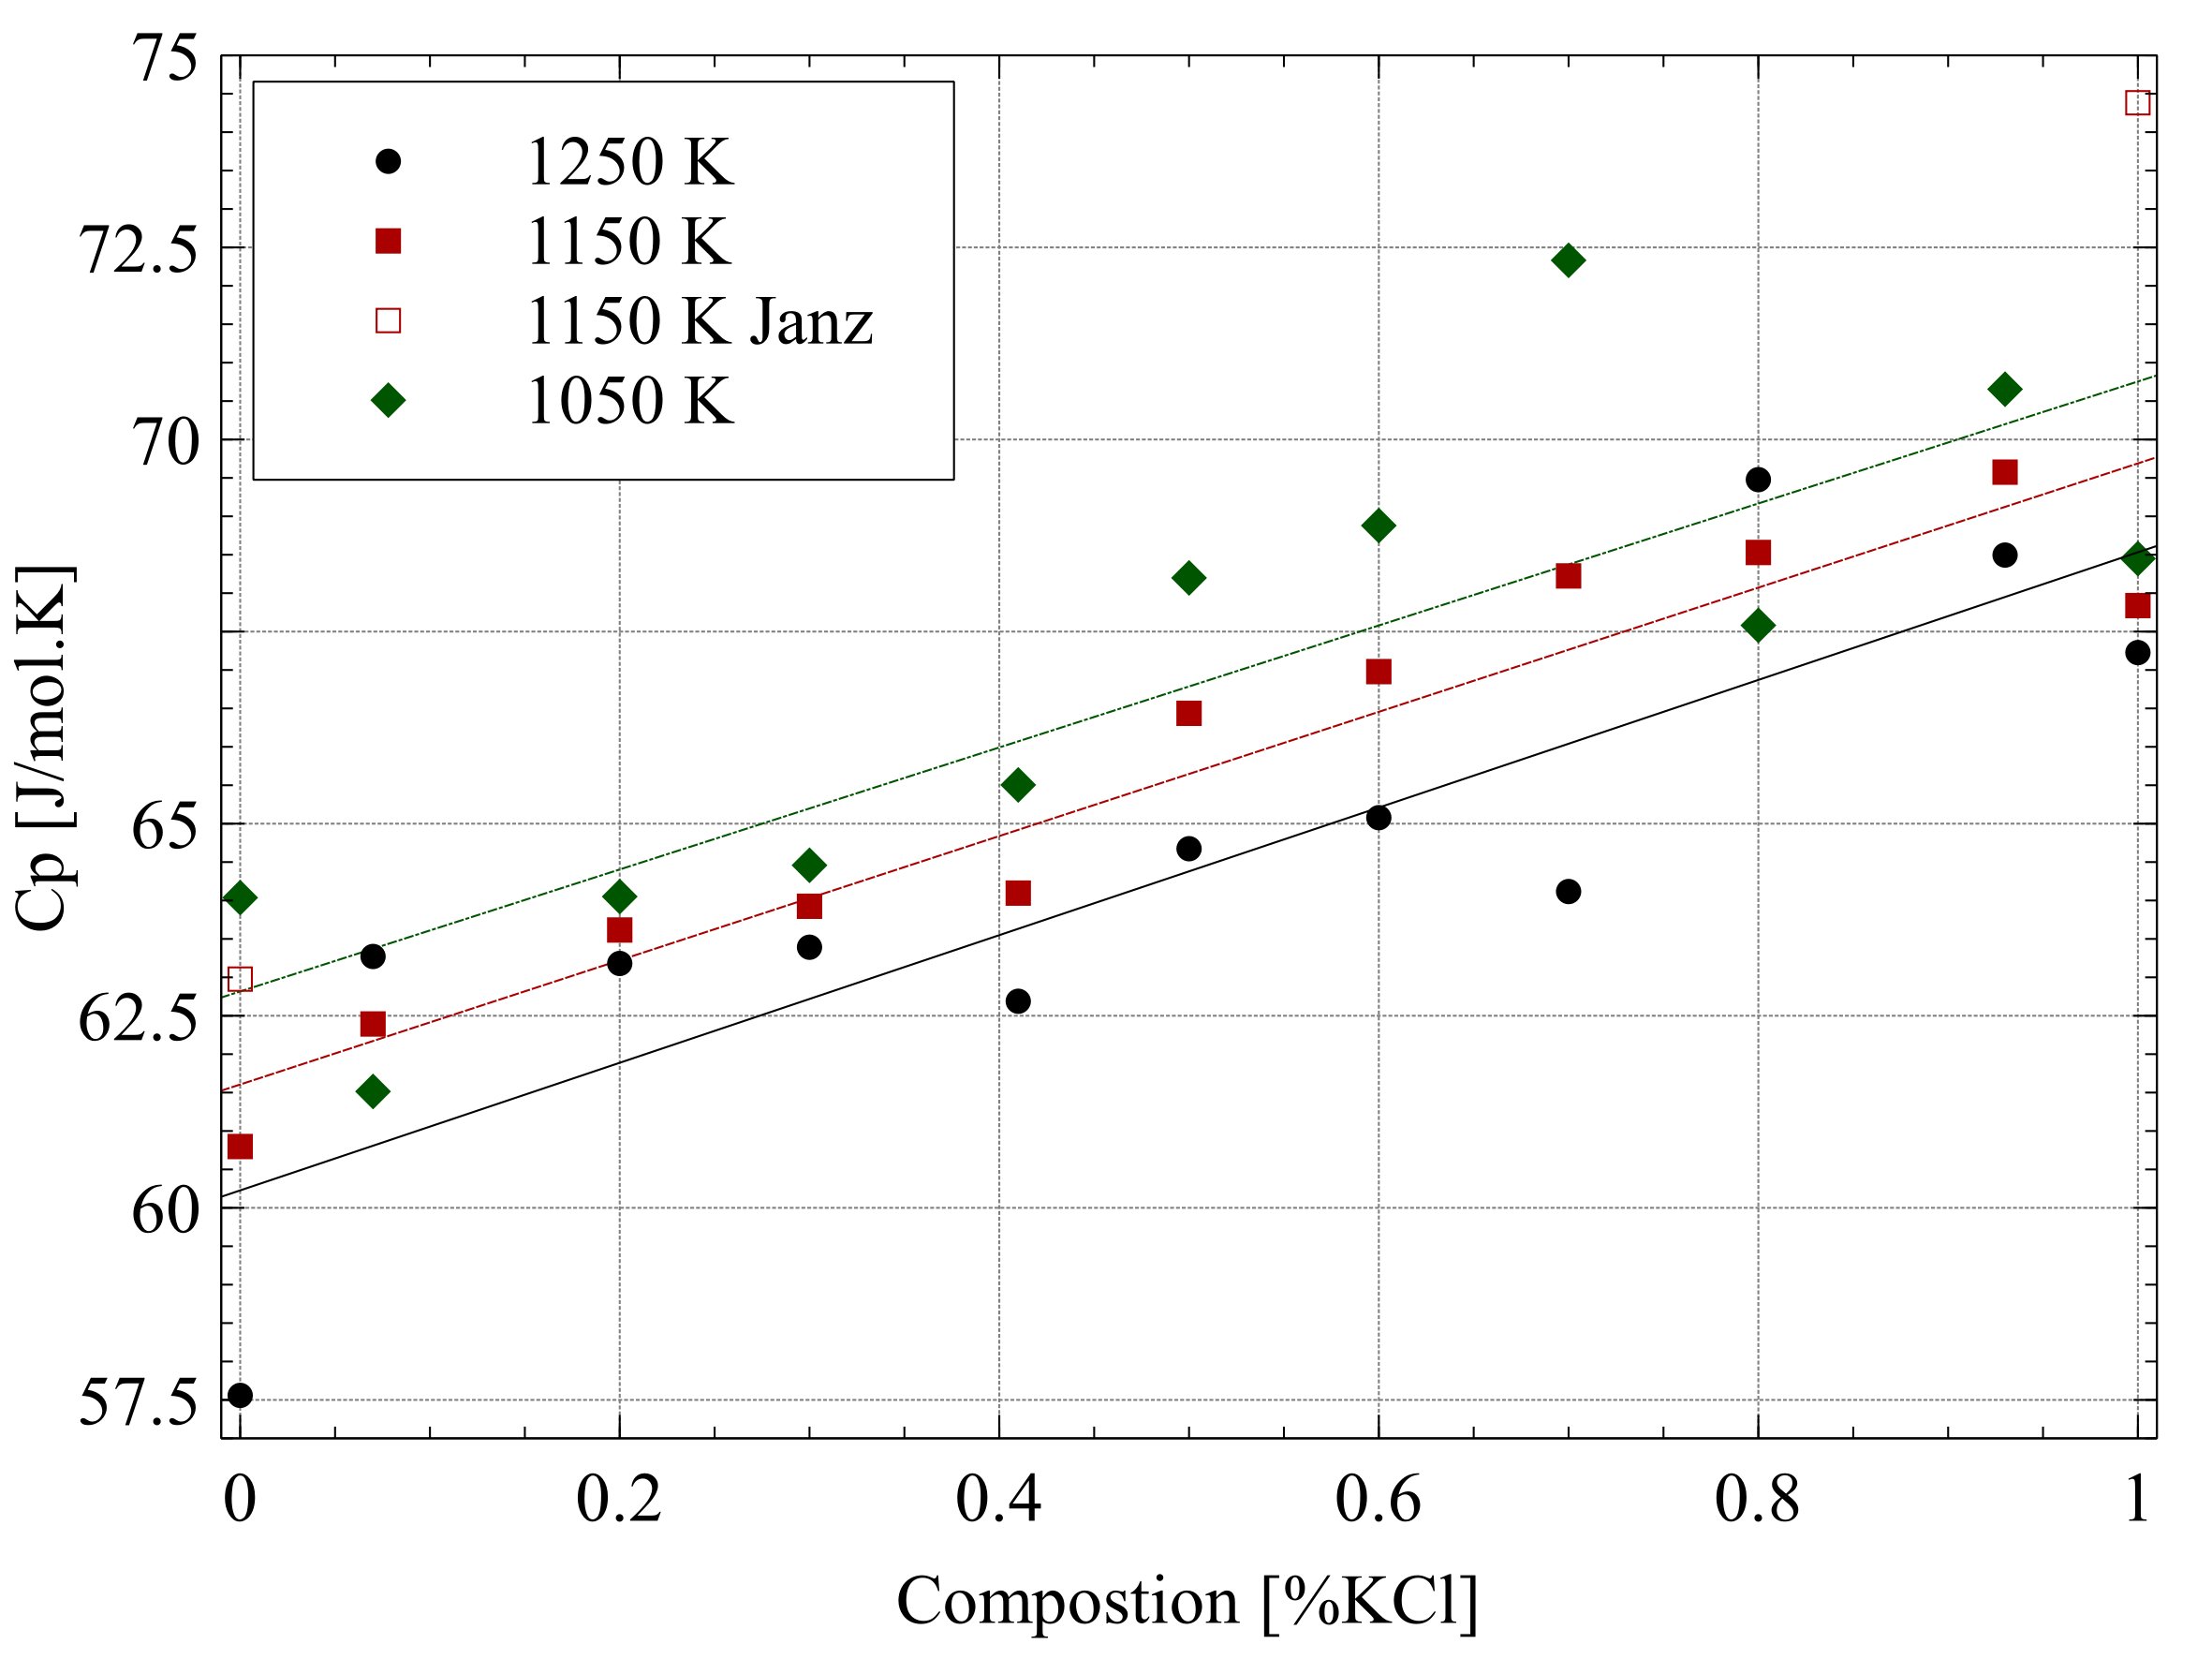 75
72.5
70
65
62.5
60
57.5
Cp [J/mol.K]
1250 K
1150 K
1150 K Janz
1050 K
0 0.2 0.4 0.6 0.8 1
Compostion [%KCl]